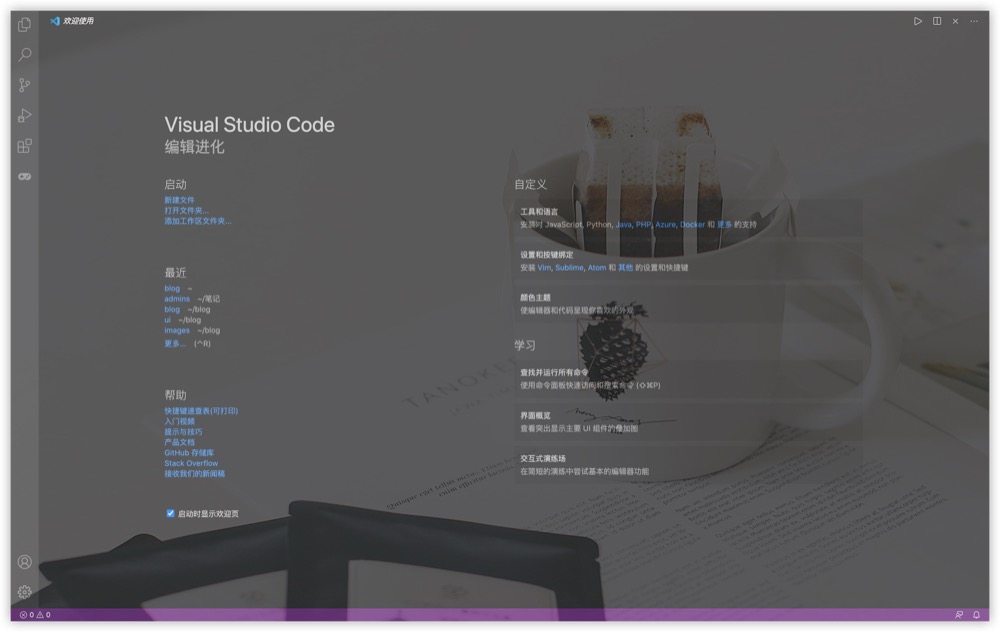 欢迎使用
Visual Studio Code
编辑进化
启动
新建文件
打开文件夹...
添加工作区文件夹...
最近
blog ~
admins ~/笔记
blog ~/blog
ui ~/blog
images ~/blog
更多... (^R)
帮助
快捷键速查表(可打印)
入门视频
提示与技巧
产品文档
GitHub 存储库
Stack Overflow
接收我们的新闻稿
启动时显示欢迎页
自定义
工具和语言
安装对 JavaScript, Python, Java, PHP, Azure, Docker 和 更多 的支持
设置和按键绑定
安装 Vim, Sublime, Atom 和 其他 的设置和快捷键
颜色主题
使编辑器和代码呈现你喜欢的外观
学习
查找并运行所有命令
使用命令面板快速访问和搜索命令 (⇧⌘P)
界面概览
查看突出显示主要 UI 组件的叠加图
交互式演练场
在简短的演练中尝试基本的编辑器功能
0 0